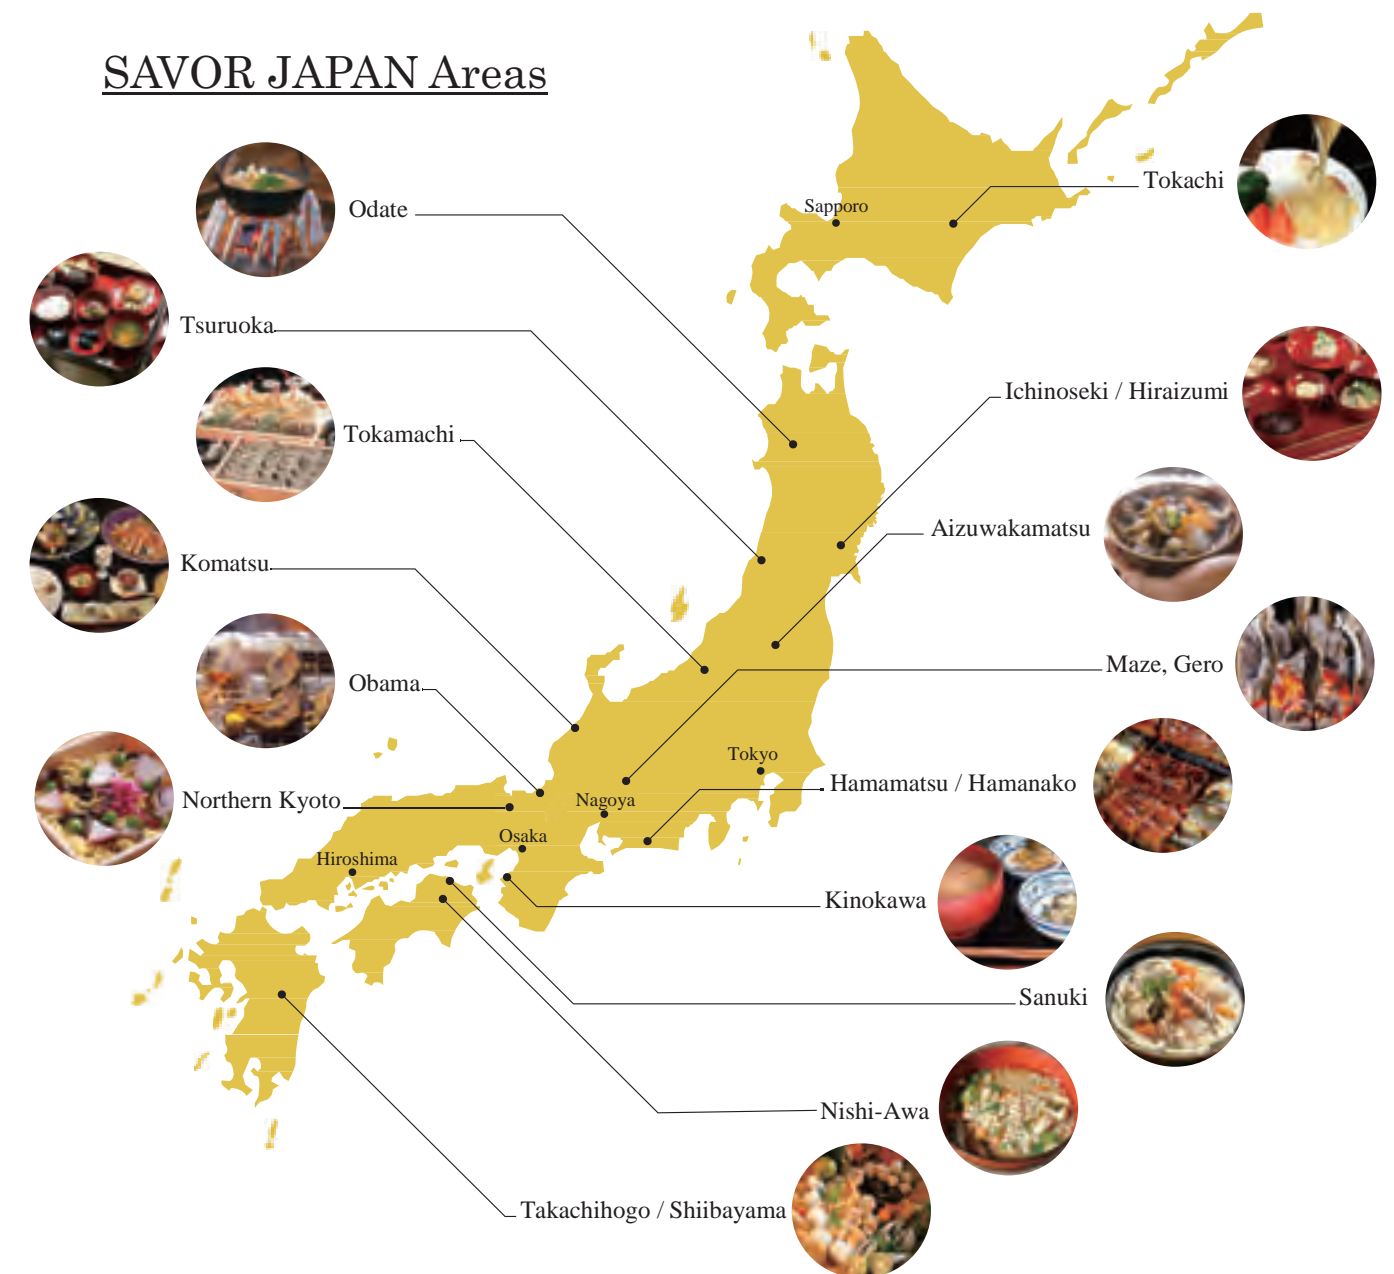 SAVOR JAPAN Areas
Tokachi
Sapporo
Odate
Tsuruoka
Ichinoseki / Hiraizumi
Tokamachi
Aizuwakamatsu
Komatsu
Maze, Gero
Obama
Tokyo
Hamamatsu / Hamanako
Northern Kyoto
Nagoya
Osaka
Hiroshima
Kinokawa
Sanuki
Nishi-Awa
Takachihogo / Shiibayama